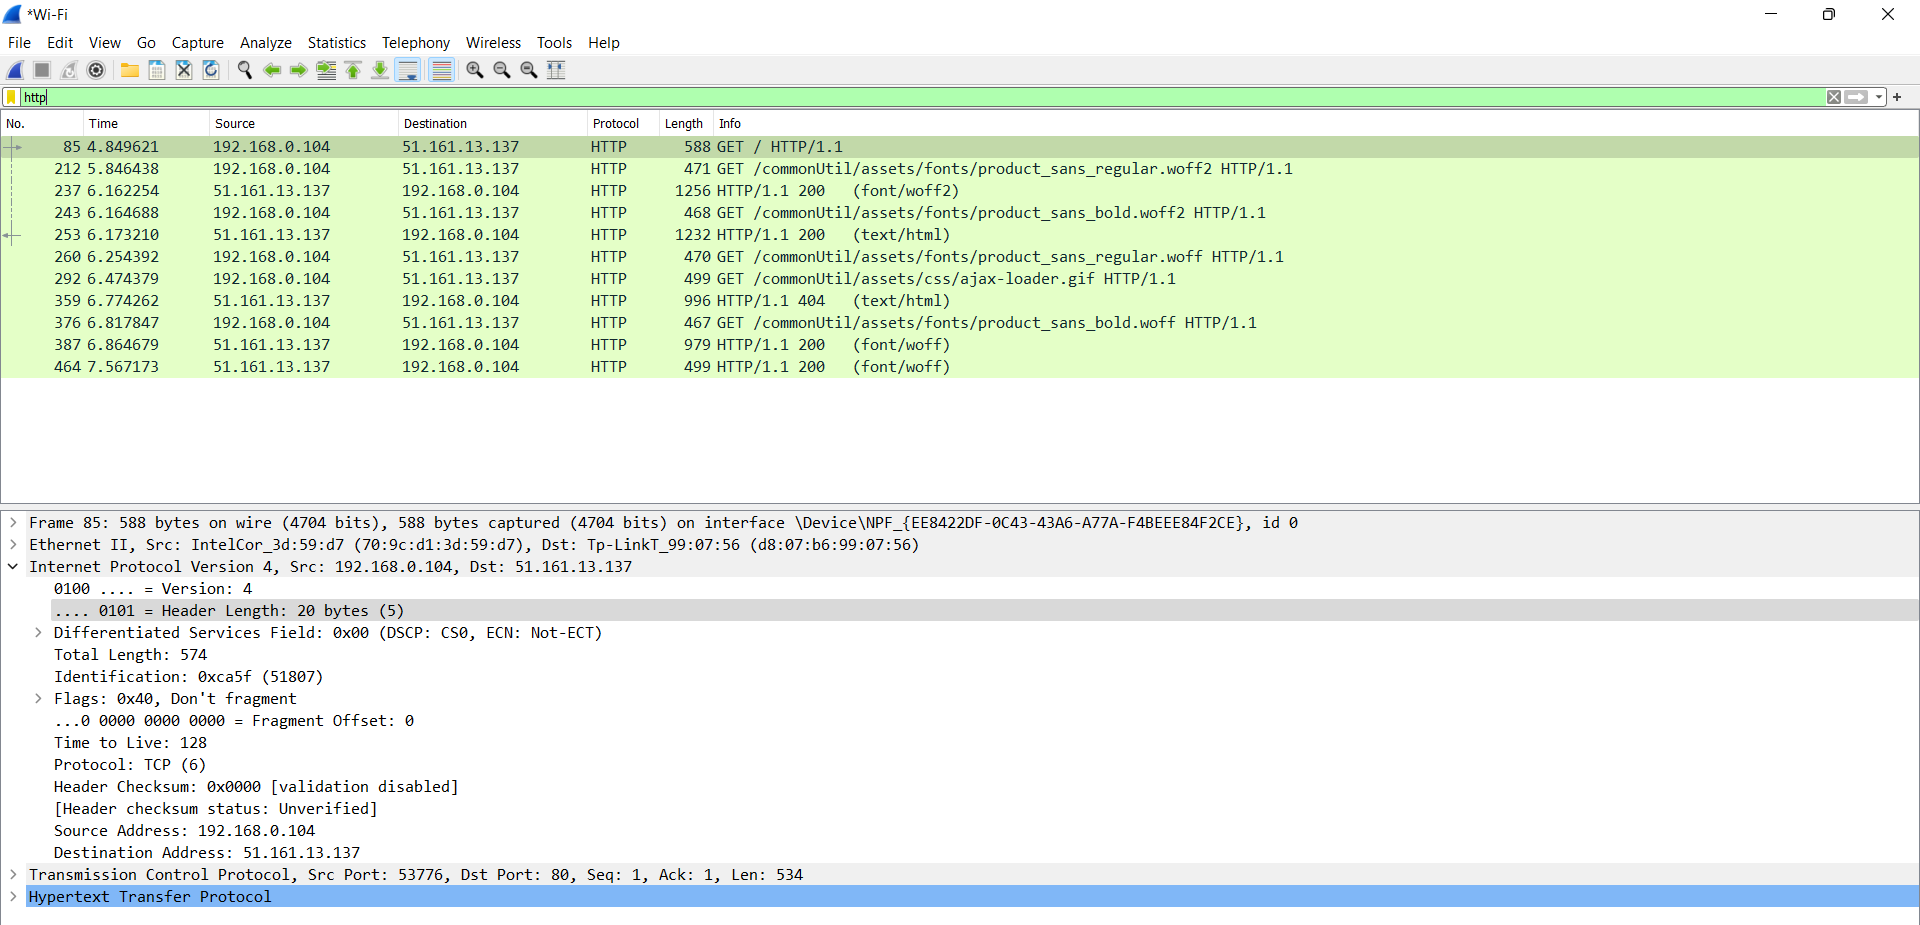 *Wi-Fi
File Edit View Go Capture Analyze Statistics Telephony Wireless Tools Help
http
No. Time Source Destination Protocol Length Info
85 4.849621 192.168.0.104 51.161.13.137 HTTP 588 GET / HTTP/1.1
212 5.846438 192.168.0.104 51.161.13.137 HTTP 471 GET /commonUtil/assets/fonts/product_sans_regular.woff2 HTTP/1.1
237 6.162254 51.161.13.137 192.168.0.104 HTTP 1256 HTTP/1.1 200 (font/woff2)
243 6.164688 192.168.0.104 51.161.13.137 HTTP 468 GET /commonUtil/assets/fonts/product_sans_bold.woff2 HTTP/1.1
253 6.173210 51.161.13.137 192.168.0.104 HTTP 1232 HTTP/1.1 200 (text/html)
260 6.254392 192.168.0.104 51.161.13.137 HTTP 470 GET /commonUtil/assets/fonts/product_sans_regular.woff HTTP/1.1
292 6.474379 192.168.0.104 51.161.13.137 HTTP 499 GET /commonUtil/assets/css/ajax-loader.gif HTTP/1.1
359 6.774262 51.161.13.137 192.168.0.104 HTTP 996 HTTP/1.1 404 (text/html)
376 6.817847 192.168.0.104 51.161.13.137 HTTP 467 GET /commonUtil/assets/fonts/product_sans_bold.woff HTTP/1.1
387 6.864679 51.161.13.137 192.168.0.104 HTTP 979 HTTP/1.1 200 (font/woff)
464 7.567173 51.161.13.137 192.168.0.104 HTTP 499 HTTP/1.1 200 (font/woff)
Frame 85: 588 bytes on wire (4704 bits), 588 bytes captured (4704 bits) on interface \Device\NPF_{EE8422DF-0C43-43A6-A77A-F4BEEE84F2CE}, id 0
Ethernet II, Src: IntelCor_3d:59:d7 (70:9c:d1:3d:59:d7), Dst: Tp-LinkT_99:07:56 (d8:07:b6:99:07:56)
Internet Protocol Version 4, Src: 192.168.0.104, Dst: 51.161.13.137
0100 .... = Version: 4
.... 0101 = Header Length: 20 bytes (5)
Differentiated Services Field: 0x00 (DSCP: CS0, ECN: Not-ECT)
Total Length: 574
Identification: 0xca5f (51807)
Flags: 0x40, Don't fragment
...0 0000 0000 0000 = Fragment Offset: 0
Time to Live: 128
Protocol: TCP (6)
Header Checksum: 0x0000 [validation disabled]
[Header checksum status: Unverified]
Source Address: 192.168.0.104
Destination Address: 51.161.13.137
Transmission Control Protocol, Src Port: 53776, Dst Port: 80, Seq: 1, Ack: 1, Len: 534
Hypertext Transfer Protocol